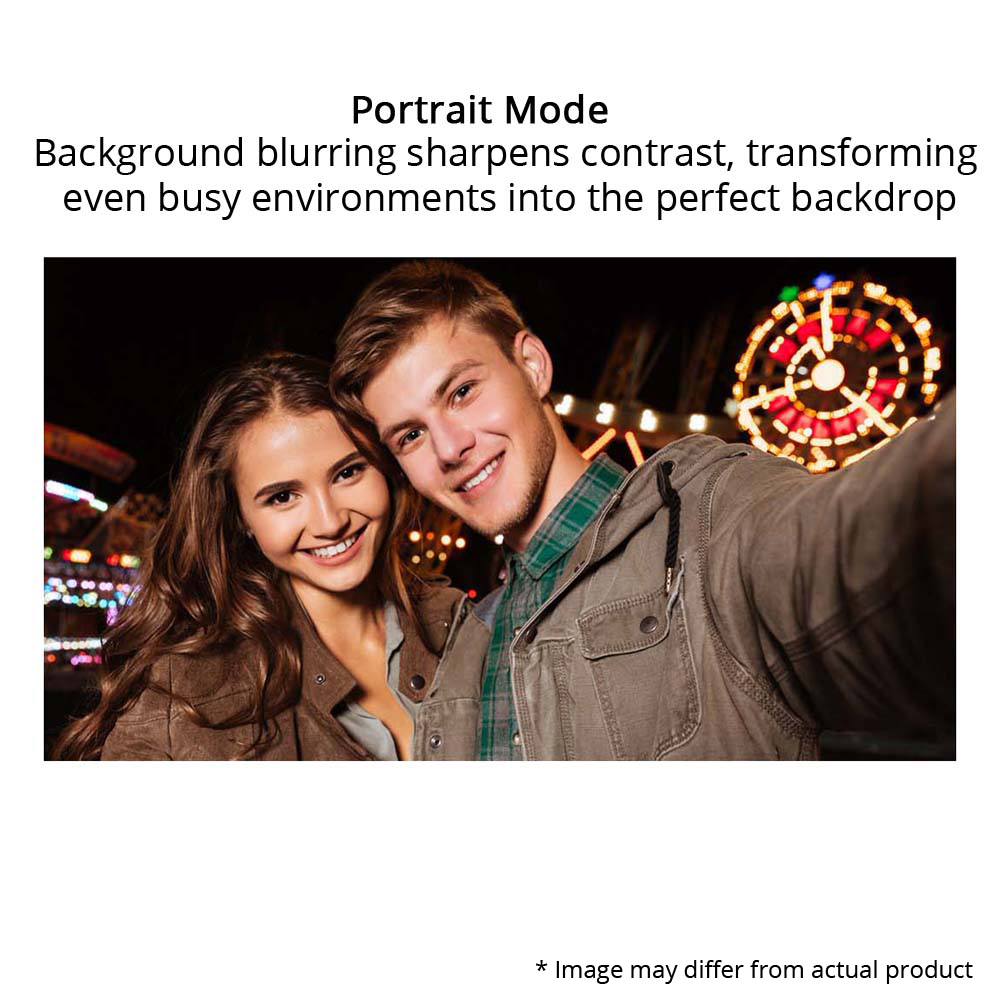 Portrait Mode
Background blurring sharpens contrast, transforming
even busy environments into the perfect backdrop
* Image may differ from actual product